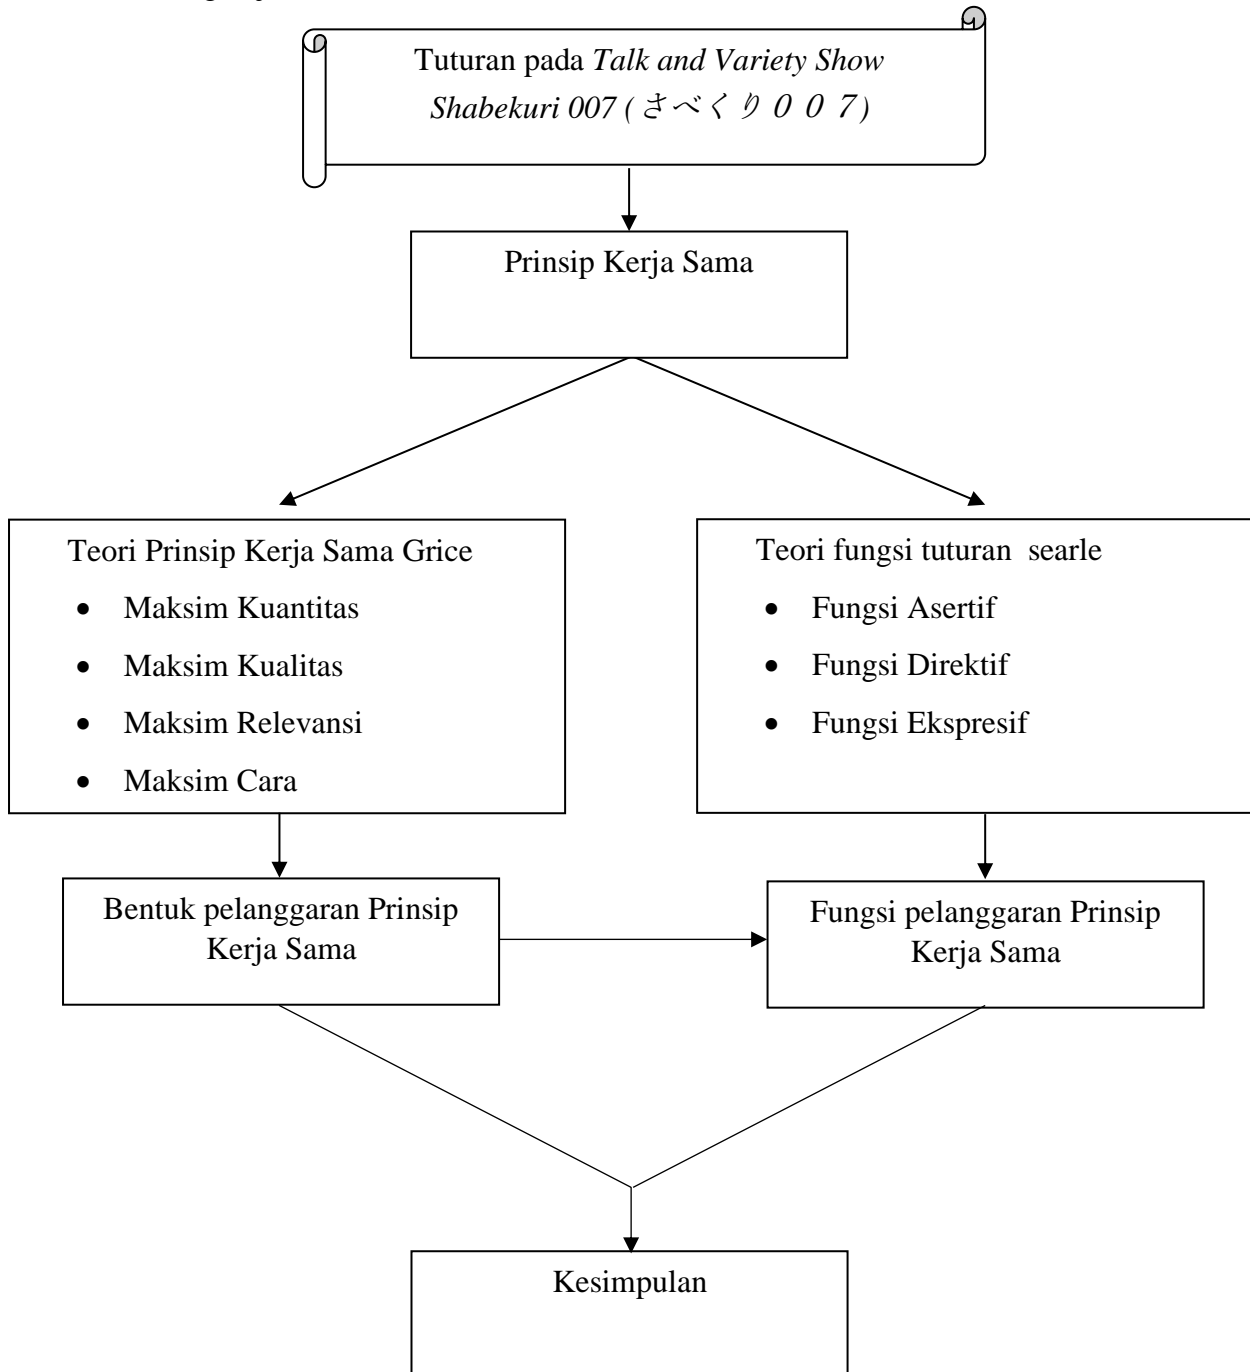 Tuturan pada Talk and Variety Show
Shabekuri 007 (さべくり００７)
Prinsip Kerja Sama
Teori Prinsip Kerja Sama Grice
• Maksim Kuantitas
• Maksim Kualitas
• Maksim Relevansi
• Maksim Cara
Teori fungsi tuturan searle
• Fungsi Asertif
• Fungsi Direktif
• Fungsi Ekspresif
Bentuk pelanggaran Prinsip
Kerja Sama
Fungsi pelanggaran Prinsip
Kerja Sama
Kesimpulan